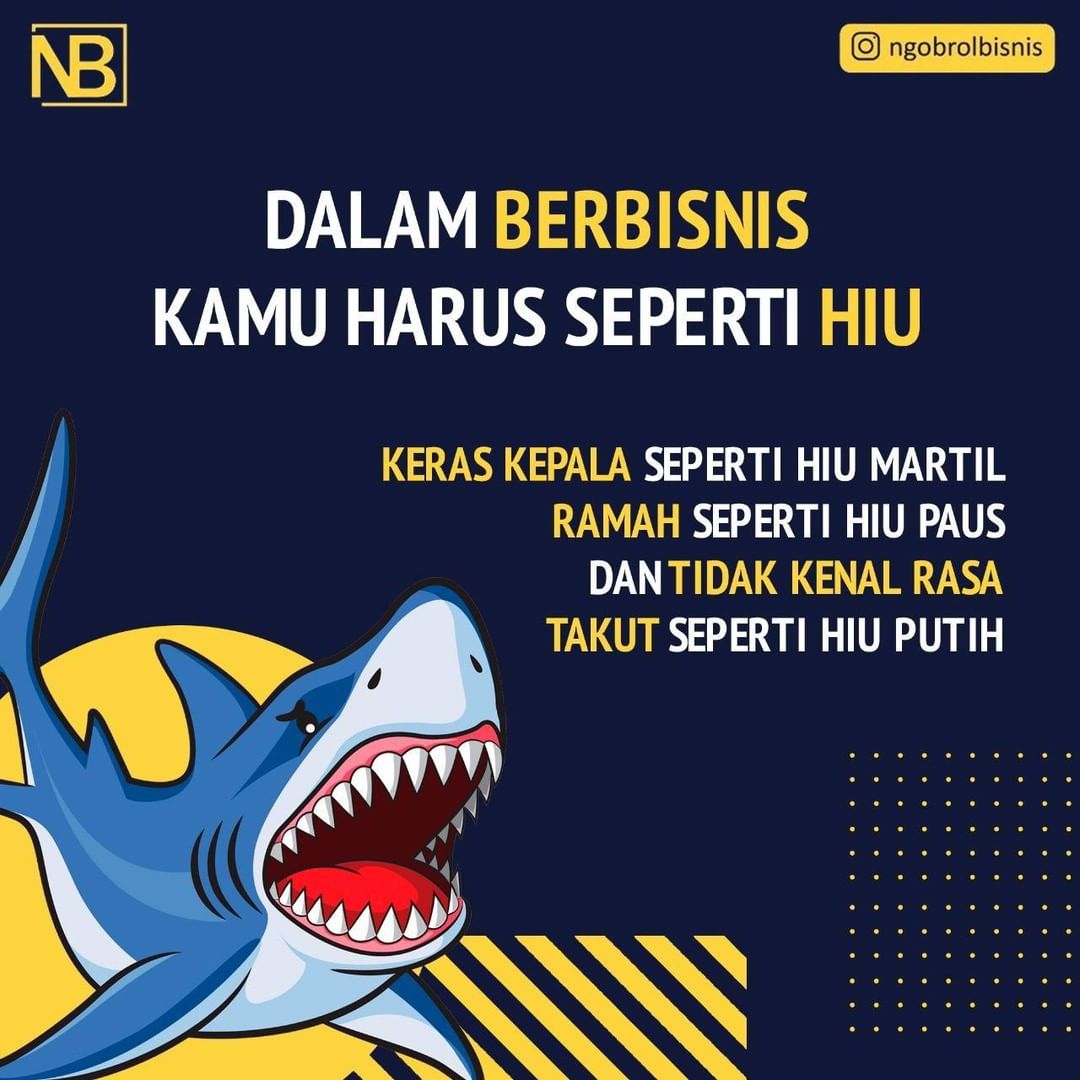 NB
ngobrolbisnis
DALAM BERBISNIS
KAMU HARUS SEPERTI HIU
KERAS KEPALA SEPERTI HIU MARTIL
RAMAH SEPERTI HIU PAUS
DAN TIDAK KENAL RASA
TAKUT SEPERTI HIU PUTIH